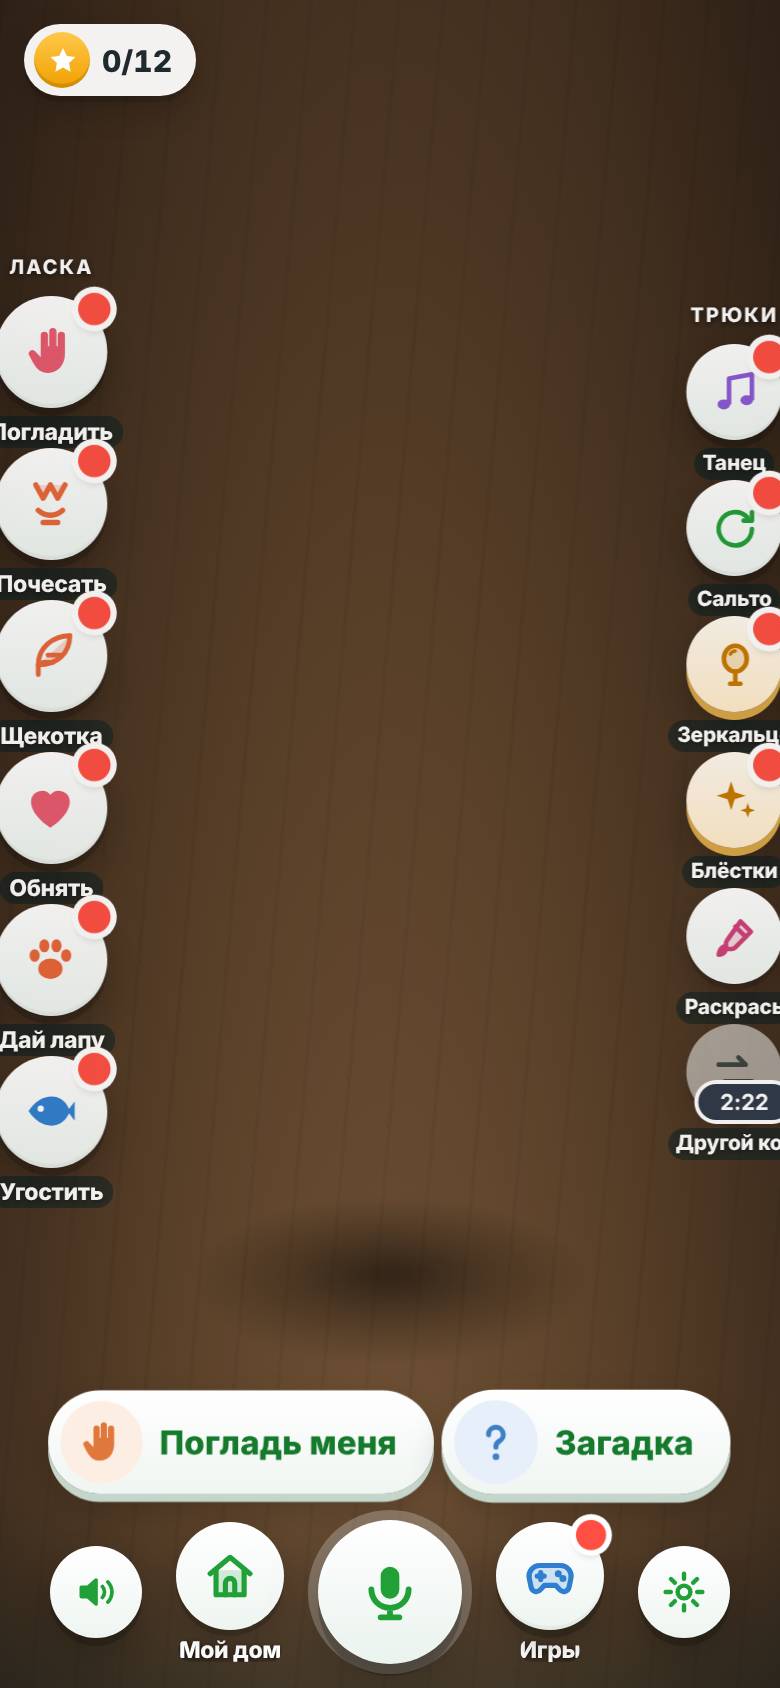 0/12
ЛАСКА
Погладить
Почесать
Щекотка
Обнять
Дай лапу
Угостить
ТРЮКИ
Танец
Сальто
Зеркальц
Блёстки
Раскрась
2:22
Другой ко
Погладь меня
Загадка
Мой дом
Игры